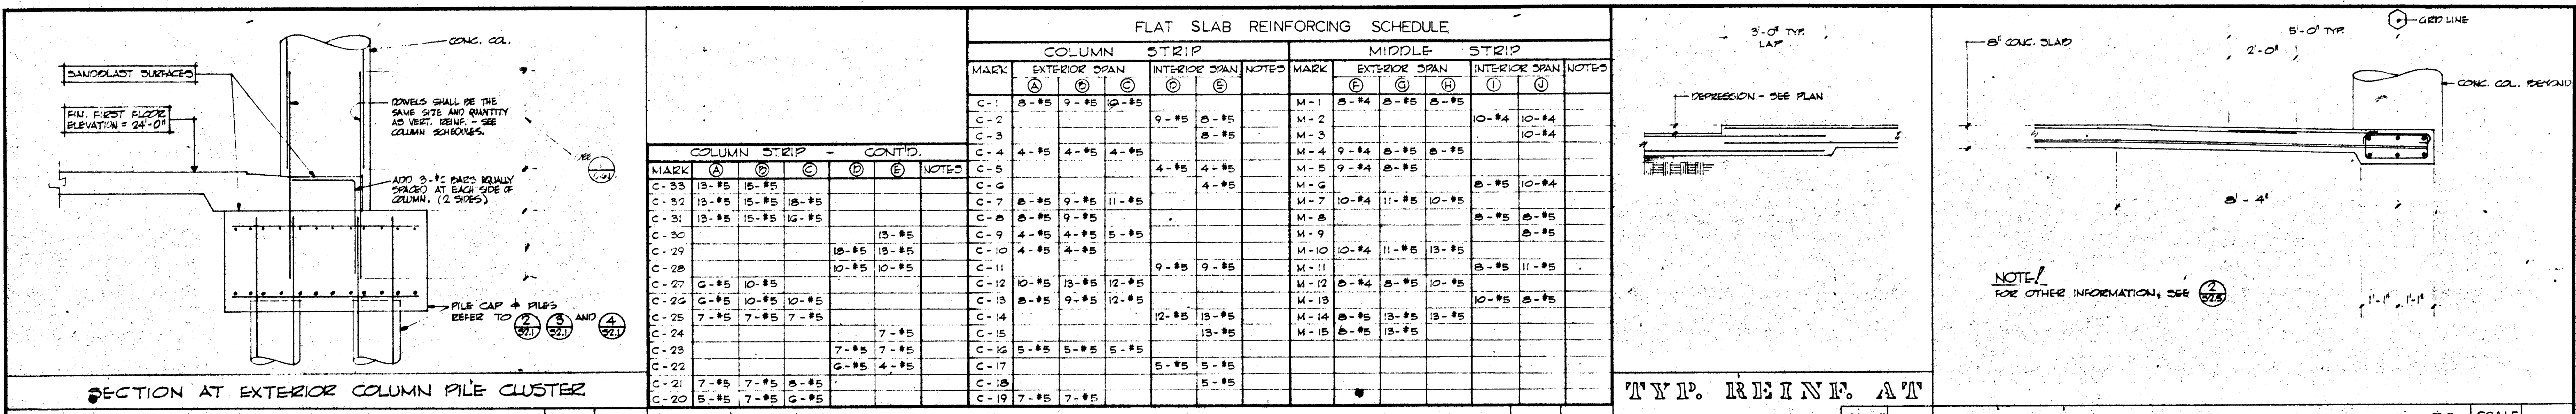 CONC. COL.
SANDBLAST SURFACES
DOWELS SHALL BE THE
SAME SIZE AND QUANTITY
AS VERT. REINF. - SEE
COLUMN SCHEDULES.
FIN. FIRST FLOOR
ELEVATION = 24'-0"
ADD 3-#5 BARS EQUALLY
SPACED AT EACH SIDE OF
COLUMN. (2 SIDES)
PILE CAP & PILES
REFER TO 2/S2.1 3/S2.1 AND 4/S2.1
SECTION AT EXTERIOR COLUMN PILE CLUSTER
COLUMN STRIP - CONT'D.
MARK A B C D E NOTES
C-33 13-#5 15-#5
C-32 13-#5 15-#5 18-#5
C-31 13-#5 15-#5 16-#5
C-30 13-#5
C-29 18-#5 13-#5
C-28 10-#5 10-#5
C-27 6-#5 10-#5
C-26 6-#5 10-#5 10-#5
C-25 7-#5 7-#5 7-#5
C-24 7-#5
C-23 7-#5 7-#5
C-22 6-#5 4-#5
C-21 7-#5 7-#5 8-#5
C-20 5-#5 7-#5 6-#5
FLAT SLAB REINFORCING SCHEDULE
COLUMN STRIP MIDDLE STRIP
MARK EXTERIOR SPAN INTERIOR SPAN NOTES MARK EXTERIOR SPAN INTERIOR SPAN NOTES
A B C D E F G H I J
C-1 8-#5 9-#5 12-#5 M-1 8-#4 8-#5 8-#5
C-2 9-#5 8-#5 M-2 10-#4 10-#4
C-3 8-#5 M-3 10-#4
C-4 4-#5 4-#5 4-#5 M-4 9-#4 8-#5 8-#5
C-5 4-#5 4-#5 M-5 9-#4 8-#5
C-6 4-#5 M-6 8-#5 10-#4
C-7 8-#5 9-#5 11-#5 M-7 10-#4 11-#5 10-#5
C-8 8-#5 9-#5 M-8 8-#5 8-#5
C-9 4-#5 4-#5 5-#5 M-9 8-#5
C-10 4-#5 4-#5 M-10 10-#4 11-#5 13-#5
C-11 9-#5 9-#5 M-11 8-#5 11-#5
C-12 10-#5 13-#5 12-#5 M-12 8-#4 8-#5 10-#5
C-13 8-#5 9-#5 12-#5 M-13 10-#5 8-#5
C-14 12-#5 13-#5 M-14 8-#5 13-#5 13-#5
C-15 13-#5 M-15 8-#5 13-#5
C-16 5-#5 5-#5 5-#5
C-17 5-#5 5-#5
C-18 5-#5
C-19 7-#5 7-#5
3'-0" TYP.
LAP
DEPRESSION - SEE PLAN
TYP. REINF. AT
GRID LINE
8" CONC. SLAB
5'-0" TYP.
2'-0"
CONC. COL. BEYOND
8'-4"
NOTE!
FOR OTHER INFORMATION, SEE
1'-1" 1'-1"
SCALE